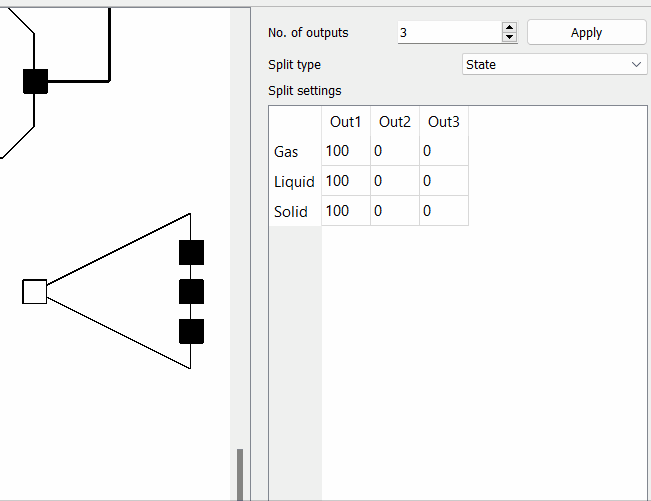 No. of outputs 3 Apply
Split type State
Split settings
Out1 Out2 Out3
Gas 100 0 0
Liquid 100 0 0
Solid 100 0 0